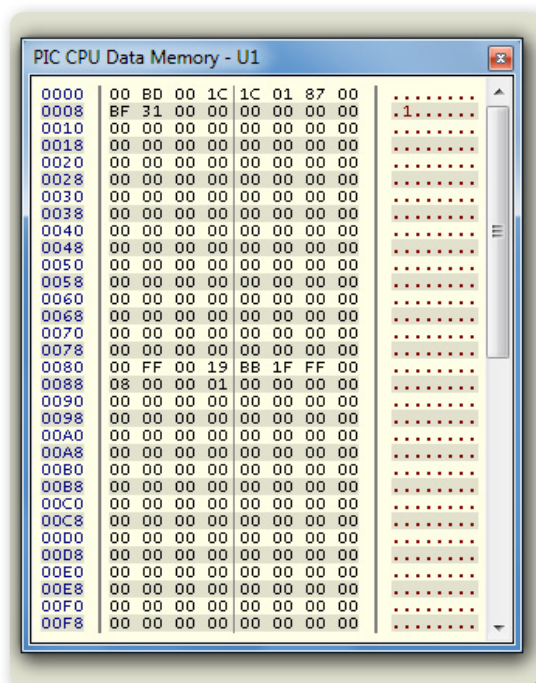 PIC CPU Data Memory - U1
0000 00 BD 00 1C 1C 01 87 00 ........
0008 BF 31 00 00 00 00 00 00 .1......
0010 00 00 00 00 00 00 00 00 ........
0018 00 00 00 00 00 00 00 00 ........
0020 00 00 00 00 00 00 00 00 ........
0028 00 00 00 00 00 00 00 00 ........
0030 00 00 00 00 00 00 00 00 ........
0038 00 00 00 00 00 00 00 00 ........
0040 00 00 00 00 00 00 00 00 ........
0048 00 00 00 00 00 00 00 00 ........
0050 00 00 00 00 00 00 00 00 ........
0058 00 00 00 00 00 00 00 00 ........
0060 00 00 00 00 00 00 00 00 ........
0068 00 00 00 00 00 00 00 00 ........
0070 00 00 00 00 00 00 00 00 ........
0078 00 00 00 00 00 00 00 00 ........
0080 00 FF 00 19 BB 1F FF 00 ........
0088 08 00 00 01 00 00 00 00 ........
0090 00 00 00 00 00 00 00 00 ........
0098 00 00 00 00 00 00 00 00 ........
00A0 00 00 00 00 00 00 00 00 ........
00A8 00 00 00 00 00 00 00 00 ........
00B0 00 00 00 00 00 00 00 00 ........
00B8 00 00 00 00 00 00 00 00 ........
00C0 00 00 00 00 00 00 00 00 ........
00C8 00 00 00 00 00 00 00 00 ........
00D0 00 00 00 00 00 00 00 00 ........
00D8 00 00 00 00 00 00 00 00 ........
00E0 00 00 00 00 00 00 00 00 ........
00E8 00 00 00 00 00 00 00 00 ........
00F0 00 00 00 00 00 00 00 00 ........
00F8 00 00 00 00 00 00 00 00 ........